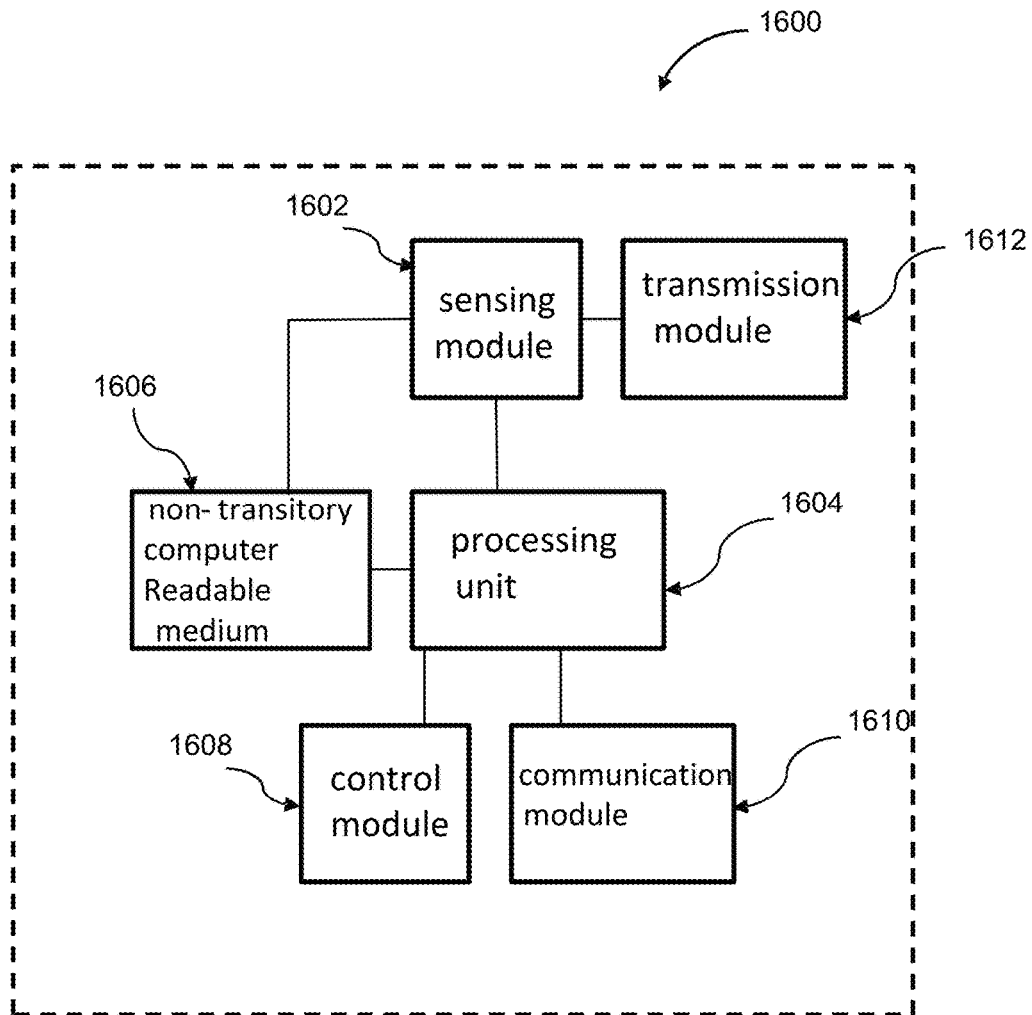 1600
1602
1612
sensing
module
transmission
module
1606
1604
non- transitory
computer
Readable
medium
processing
unit
1608
1610
control
module
communication
module